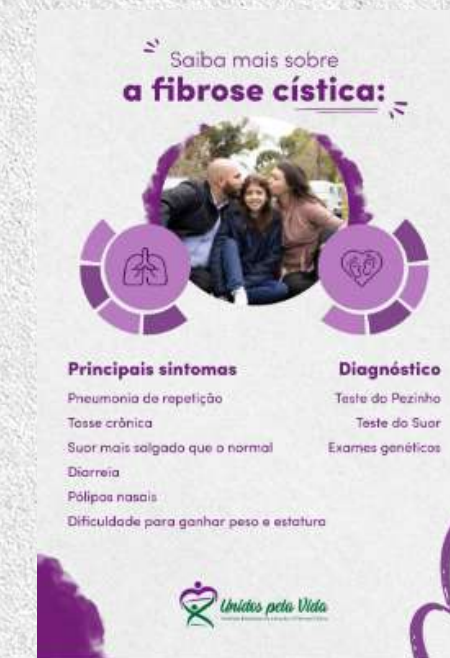 Saiba mais sobre
a fibrose cística:
Principais sintomas
Pneumonia de repetição
Tosse crônica
Suor mais salgado que o normal
Diarreia
Pólipos nasais
Dificuldade para ganhar peso e estatura
Diagnóstico
Teste do Pezinho
Teste do Suor
Exames genéticos
Unidos pela Vida